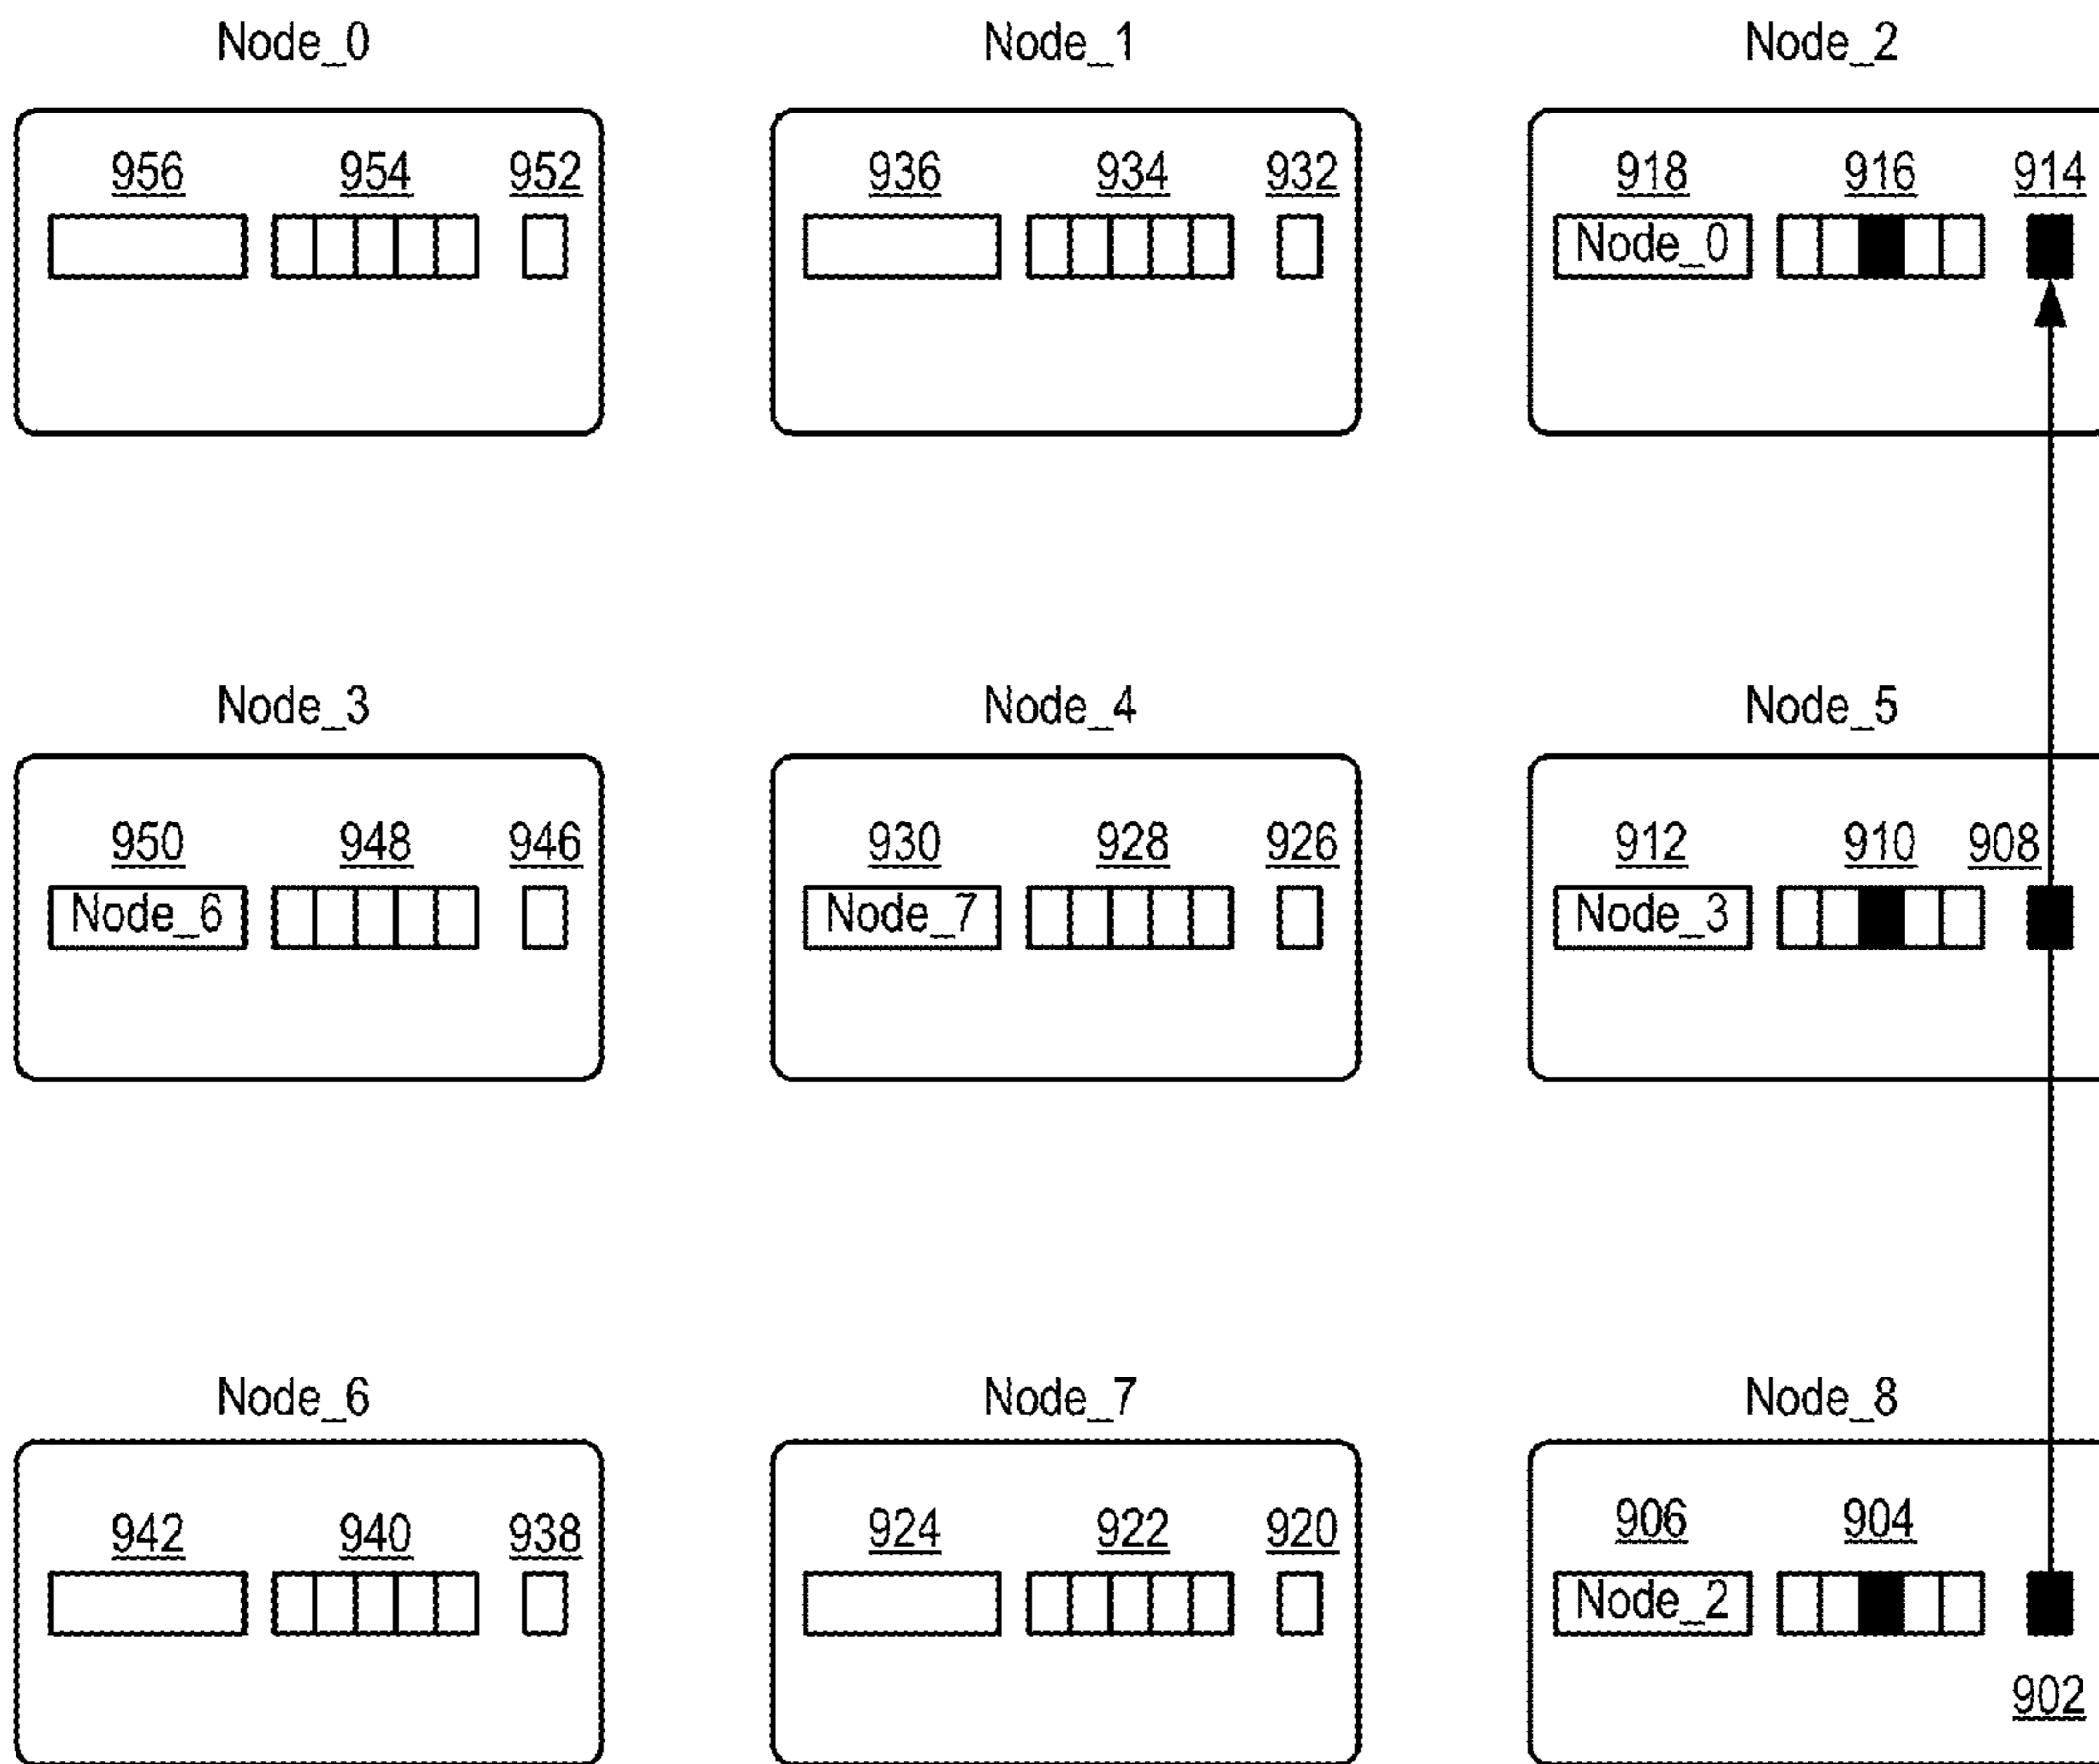 Node_0 Node_1 Node_2
956 954 952 936 934 932 918 916 914
Node_0
Node_3 Node_4 Node_5
950 948 946 930 928 926 912 910 908
Node_6 Node_7 Node_3
Node_6 Node_7 Node_8
942 940 938 924 922 920 906 904
Node_2
902